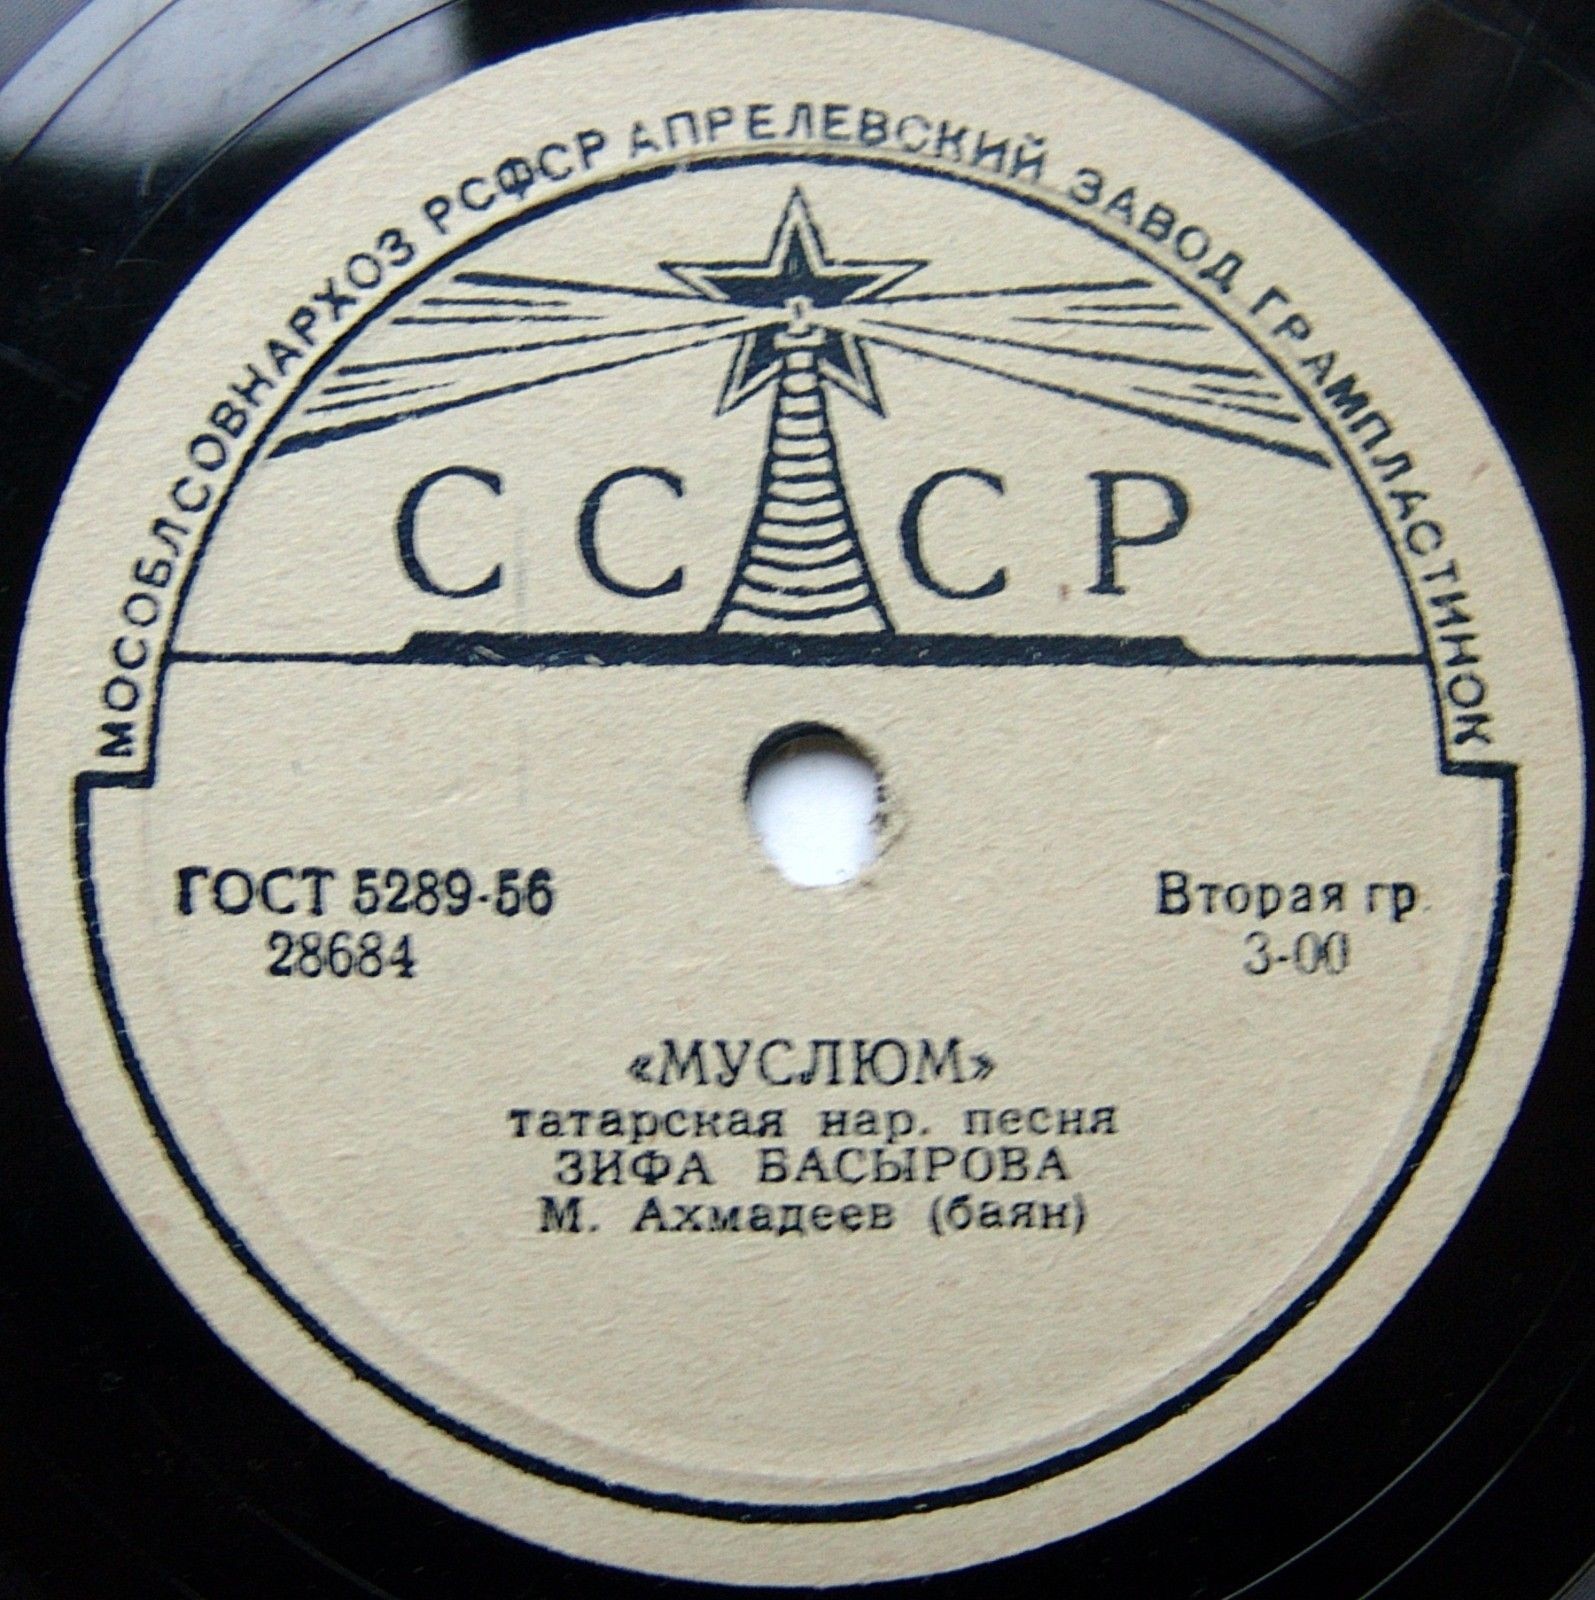 МОСОБЛСОВНАРХОЗ РСФСР АПРЕЛЕВСКИЙ ЗАВОД ГРАМПЛАСТИНОК
СССР
ГОСТ 5289-56
28684
Вторая гр.
3-00
«МУСЛЮМ»
татарская нар. песня
ЗИФА БАСЫРОВА
М. Ахмадеев (баян)